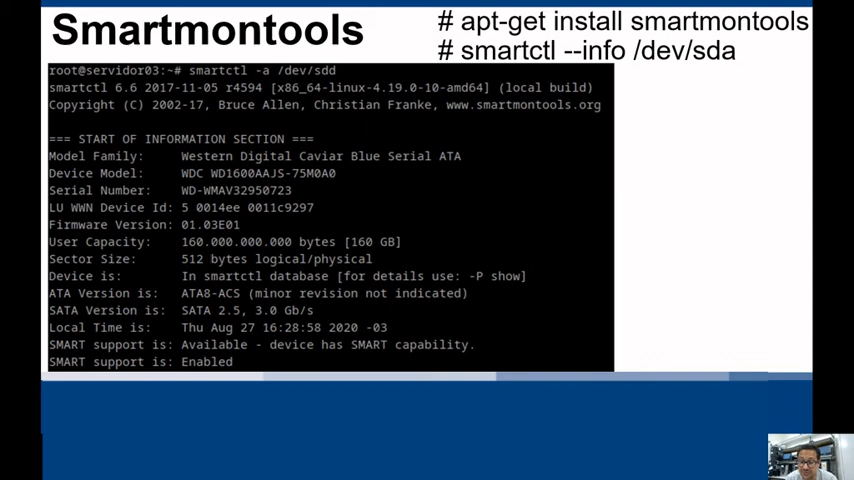 Smartmontools
# apt-get install smartmontools
# smartctl --info /dev/sda
root@servidor03:~# smartctl -a /dev/sdd
smartctl 6.6 2017-11-05 r4594 [x86_64-linux-4.19.0-10-amd64] (local build)
Copyright (C) 2002-17, Bruce Allen, Christian Franke, www.smartmontools.org
=== START OF INFORMATION SECTION ===
Model Family: Western Digital Caviar Blue Serial ATA
Device Model: WDC WD1600AAJS-75M0A0
Serial Number: WD-WMAV32950723
LU WWN Device Id: 5 0014ee 0011c9297
Firmware Version: 01.03E01
User Capacity: 160.000.000.000 bytes [160 GB]
Sector Size: 512 bytes logical/physical
Device is: In smartctl database [for details use: -P show]
ATA Version is: ATA8-ACS (minor revision not indicated)
SATA Version is: SATA 2.5, 3.0 Gb/s
Local Time is: Thu Aug 27 16:28:58 2020 -03
SMART support is: Available - device has SMART capability.
SMART support is: Enabled